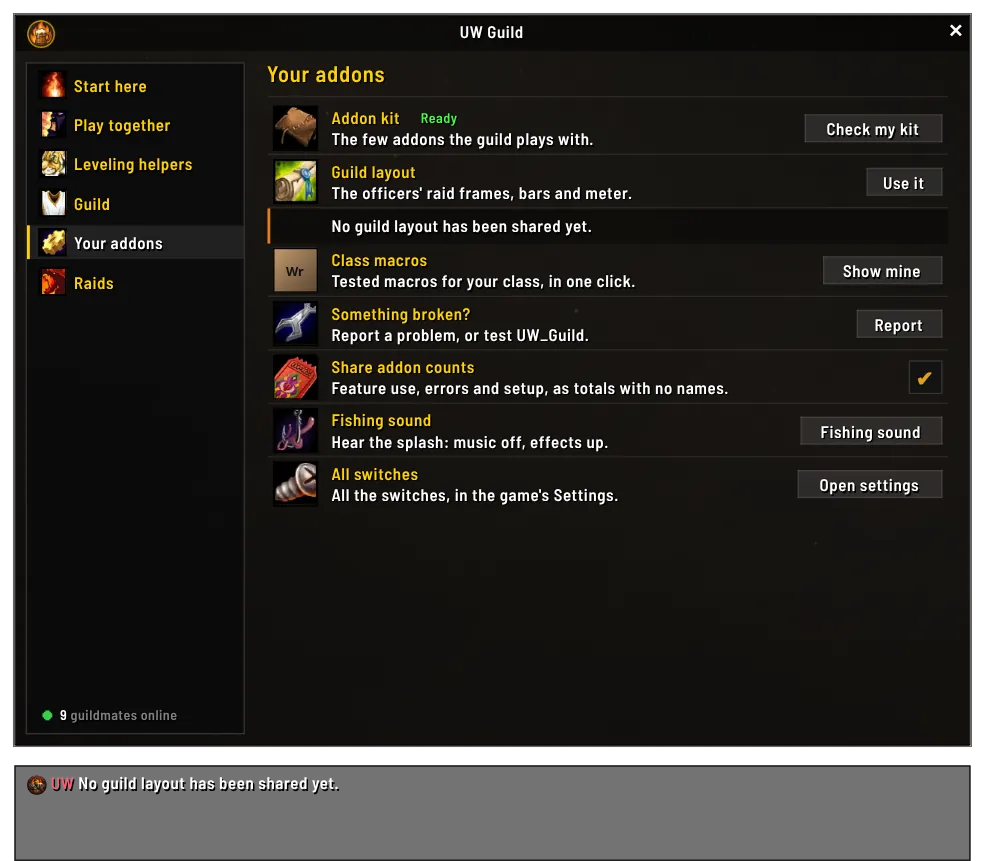 UW Guild
Start here
Play together
Leveling helpers
Guild
Your addons
Raids
9 guildmates online
Your addons
Addon kit Ready
The few addons the guild plays with.
Check my kit
Guild layout
The officers' raid frames, bars and meter.
Use it
No guild layout has been shared yet.
Wr
Class macros
Tested macros for your class, in one click.
Show mine
Something broken?
Report a problem, or test UW_Guild.
Report
Share addon counts
Feature use, errors and setup, as totals with no names.
Fishing sound
Hear the splash: music off, effects up.
Fishing sound
All switches
All the switches, in the game's Settings.
Open settings
UW No guild layout has been shared yet.